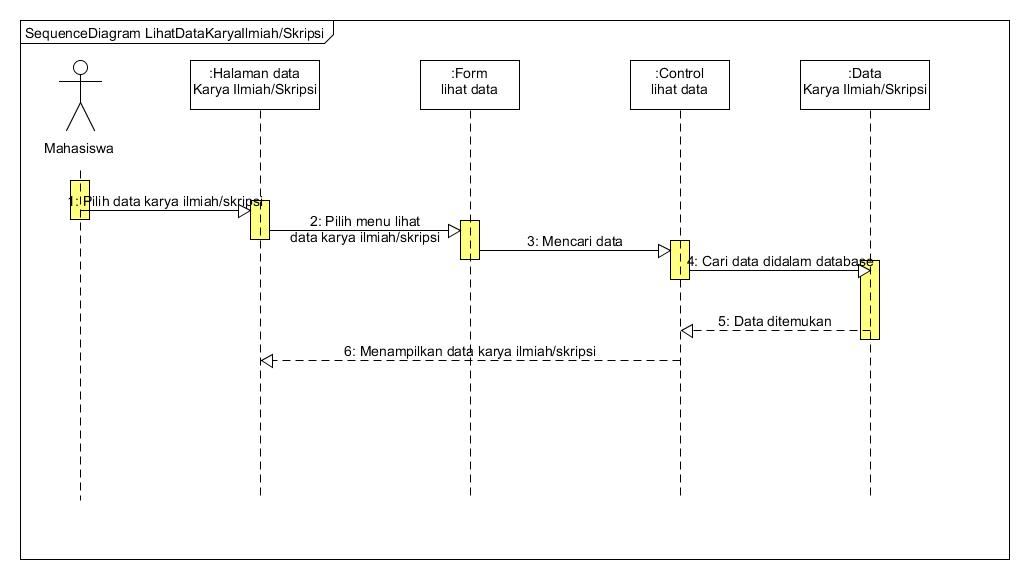 SequenceDiagram LihatDataKaryaIlmiah/Skripsi
Mahasiswa
:Halaman data
Karya Ilmiah/Skripsi
:Form
lihat data
:Control
lihat data
:Data
Karya Ilmiah/Skripsi
1: Pilih data karya ilmiah/skripsi
2: Pilih menu lihat
data karya ilmiah/skripsi
3: Mencari data
4: Cari data didalam database
5: Data ditemukan
6: Menampilkan data karya ilmiah/skripsi